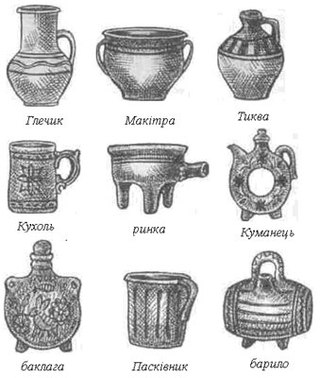 Глечик
Макітра
Тиква
Кухоль
ринка
Куманець
баклага
Пасківник
барило